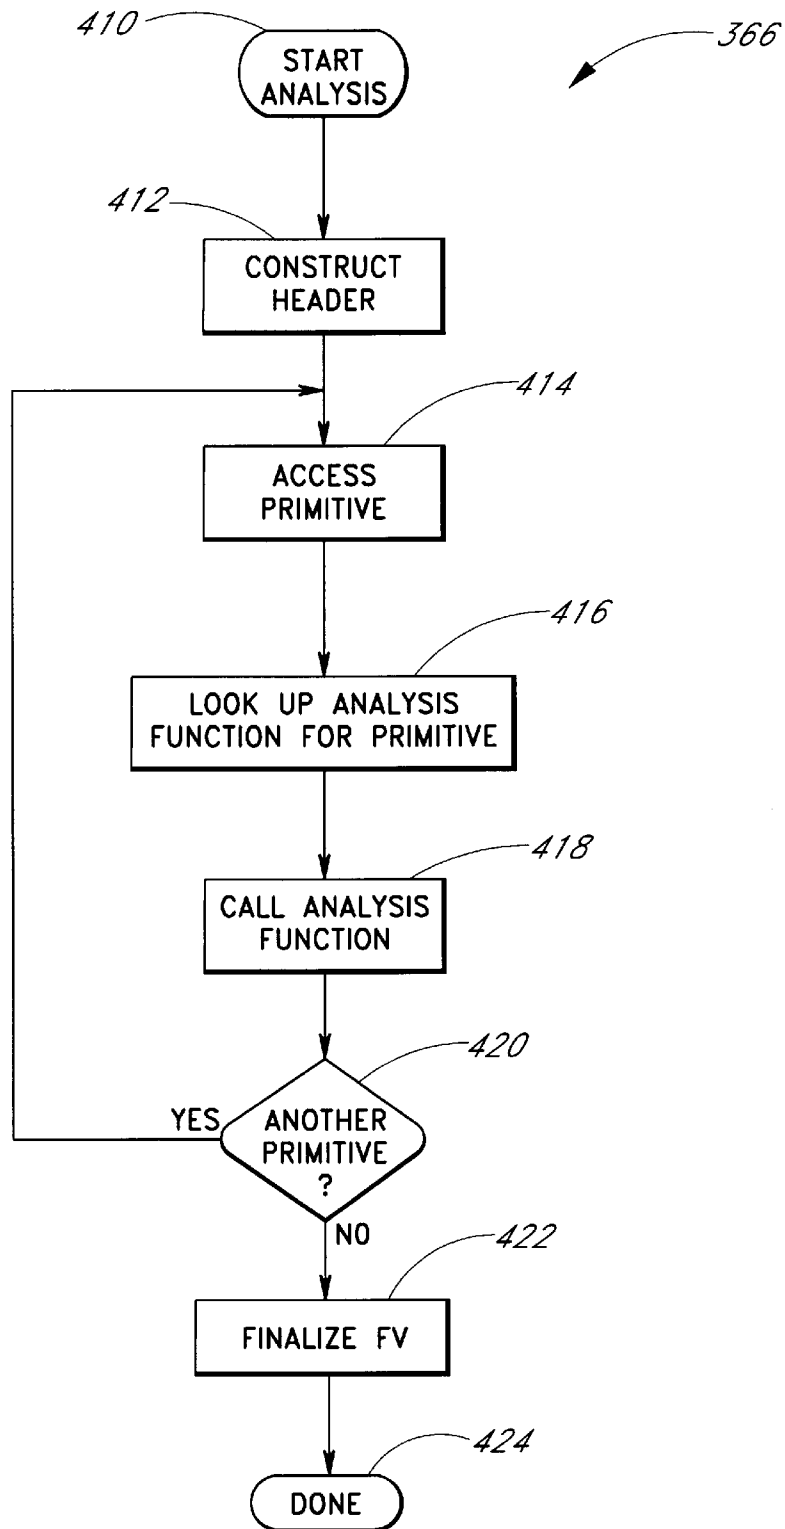 410
366
START
ANALYSIS
412
CONSTRUCT
HEADER
414
ACCESS
PRIMITIVE
416
LOOK UP ANALYSIS
FUNCTION FOR PRIMITIVE
418
CALL ANALYSIS
FUNCTION
420
YES
ANOTHER
PRIMITIVE
?
NO
422
FINALIZE FV
424
DONE